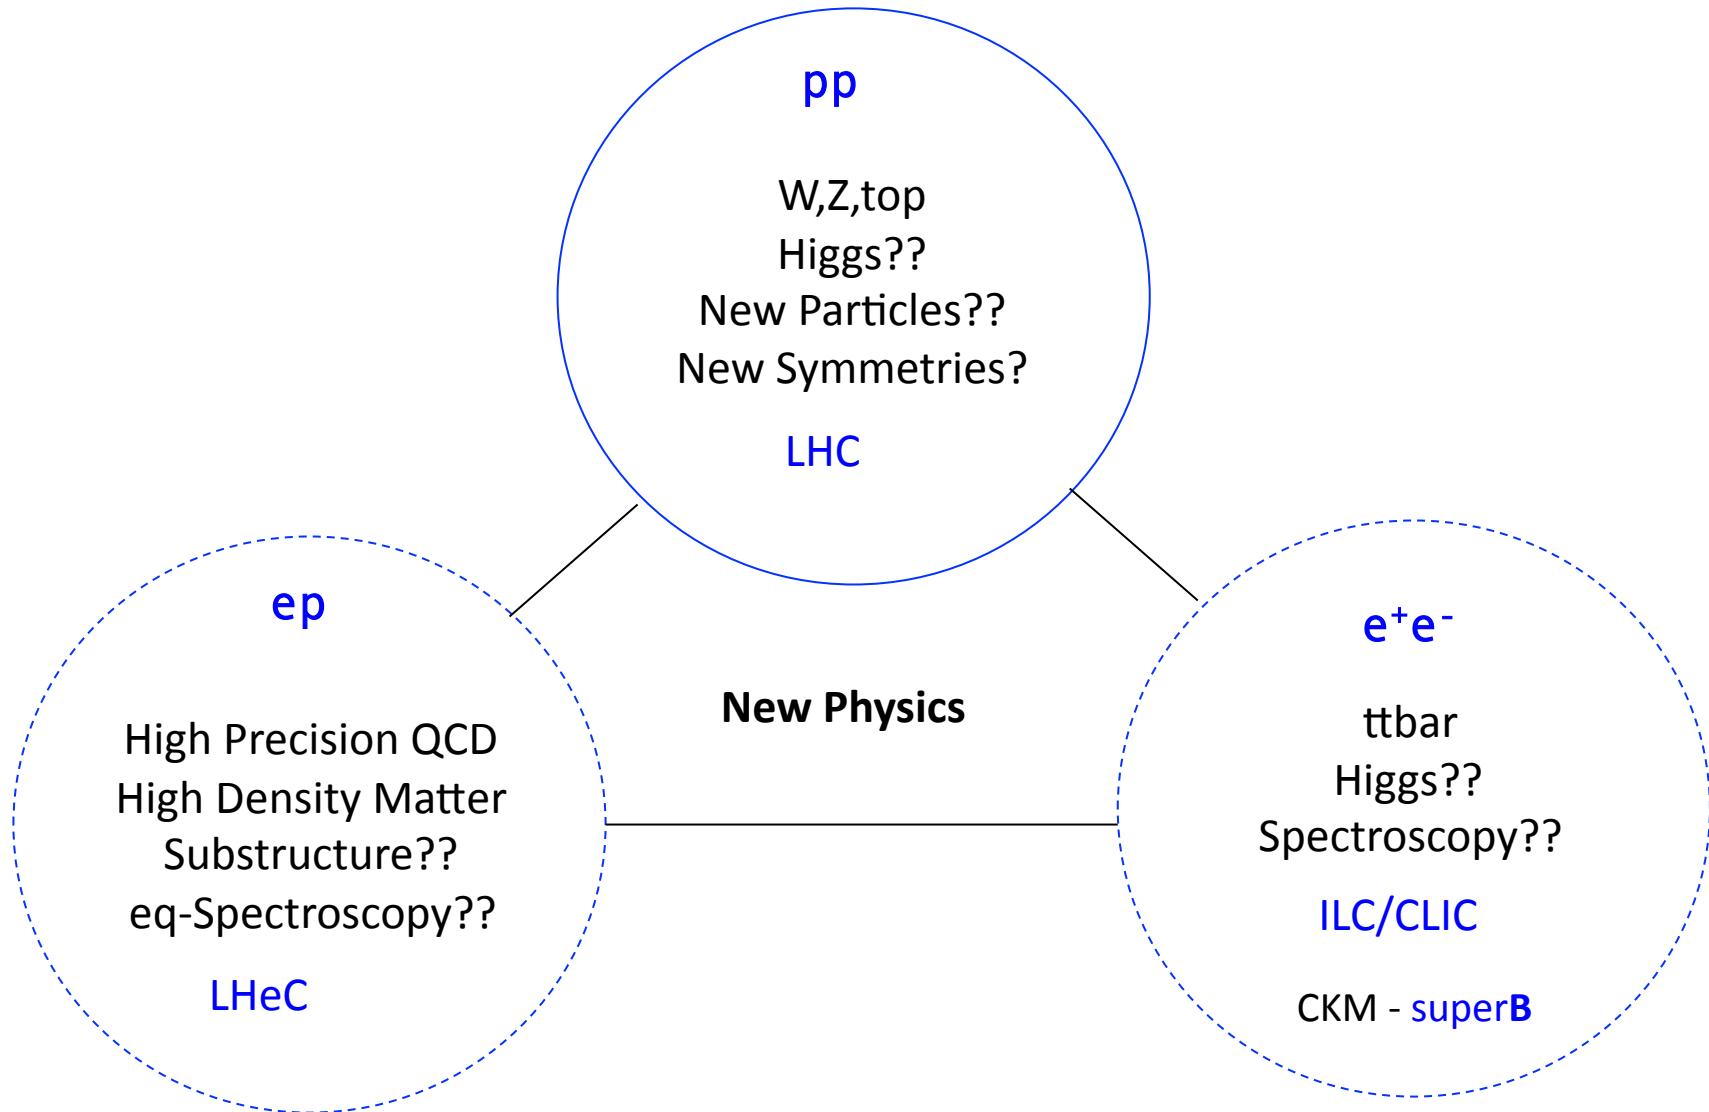 pp
W,Z,top
Higgs??
New Particles??
New Symmetries?
LHC
ep
High Precision QCD
High Density Matter
Substructure??
eq-Spectroscopy??
LHeC
New Physics
e⁺e⁻
ttbar
Higgs??
Spectroscopy??
ILC/CLIC
CKM - superB